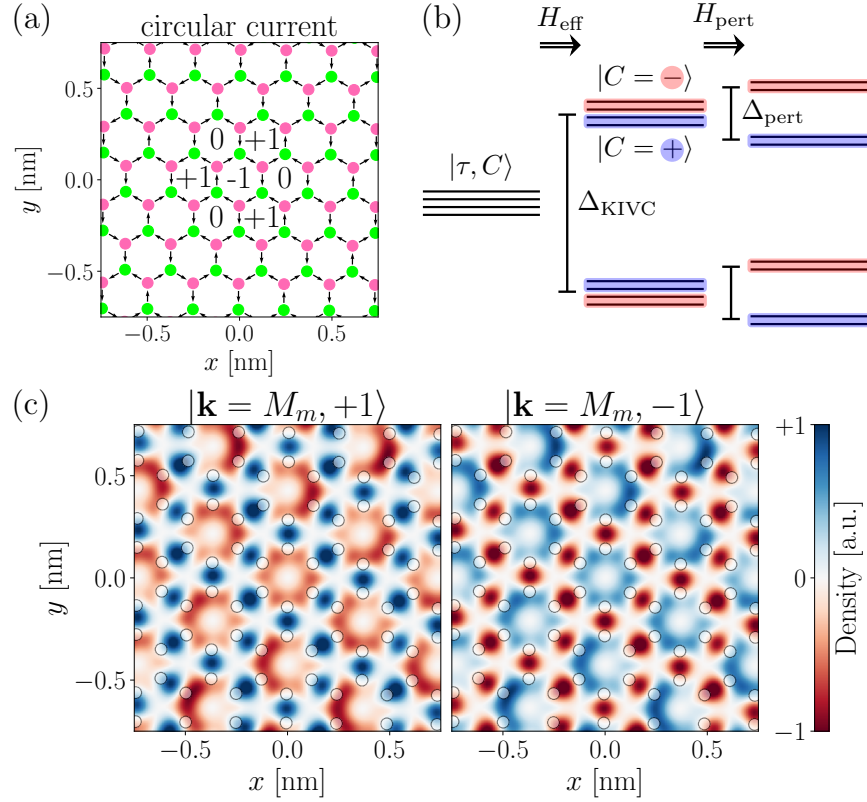 (a)
circular current
0 +1
+1 -1 0
0 +1
0.5
0.0
−0.5
y [nm]
−0.5 0.0 0.5
x [nm]
(b)
H_eff
H_pert
|τ, C⟩
|C = −⟩
|C = +⟩
Δ_KIVC
Δ_pert
(c)
|k = M_m, +1⟩
|k = M_m, −1⟩
0.5
0.0
−0.5
y [nm]
−0.5 0.0 0.5
x [nm]
−0.5 0.0 0.5
x [nm]
+1
0
−1
Density [a.u.]